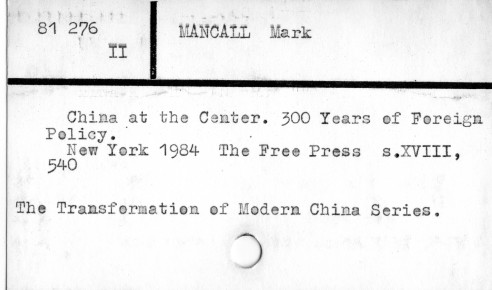 81 276
II
MANCALL Mark
China at the Center. 300 Years of Foreign
Policy.
New York 1984 The Free Press s.XVIII,
540
The Transformation of Modern China Series.